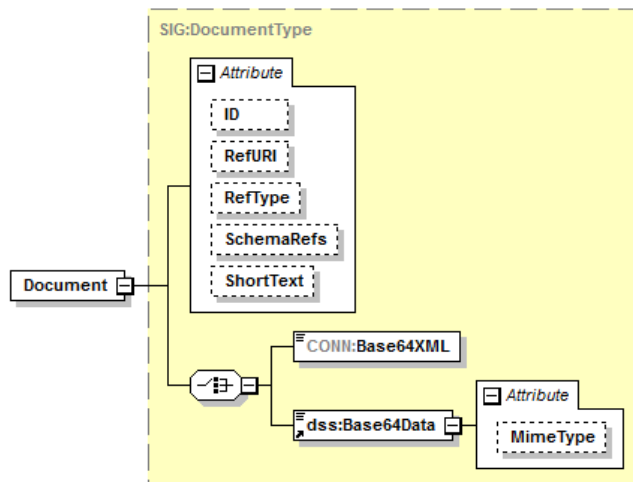 SIG:DocumentType
Attribute
ID
RefURI
RefType
SchemaRefs
ShortText
Document
CONN:Base64XML
dss:Base64Data
Attribute
MimeType